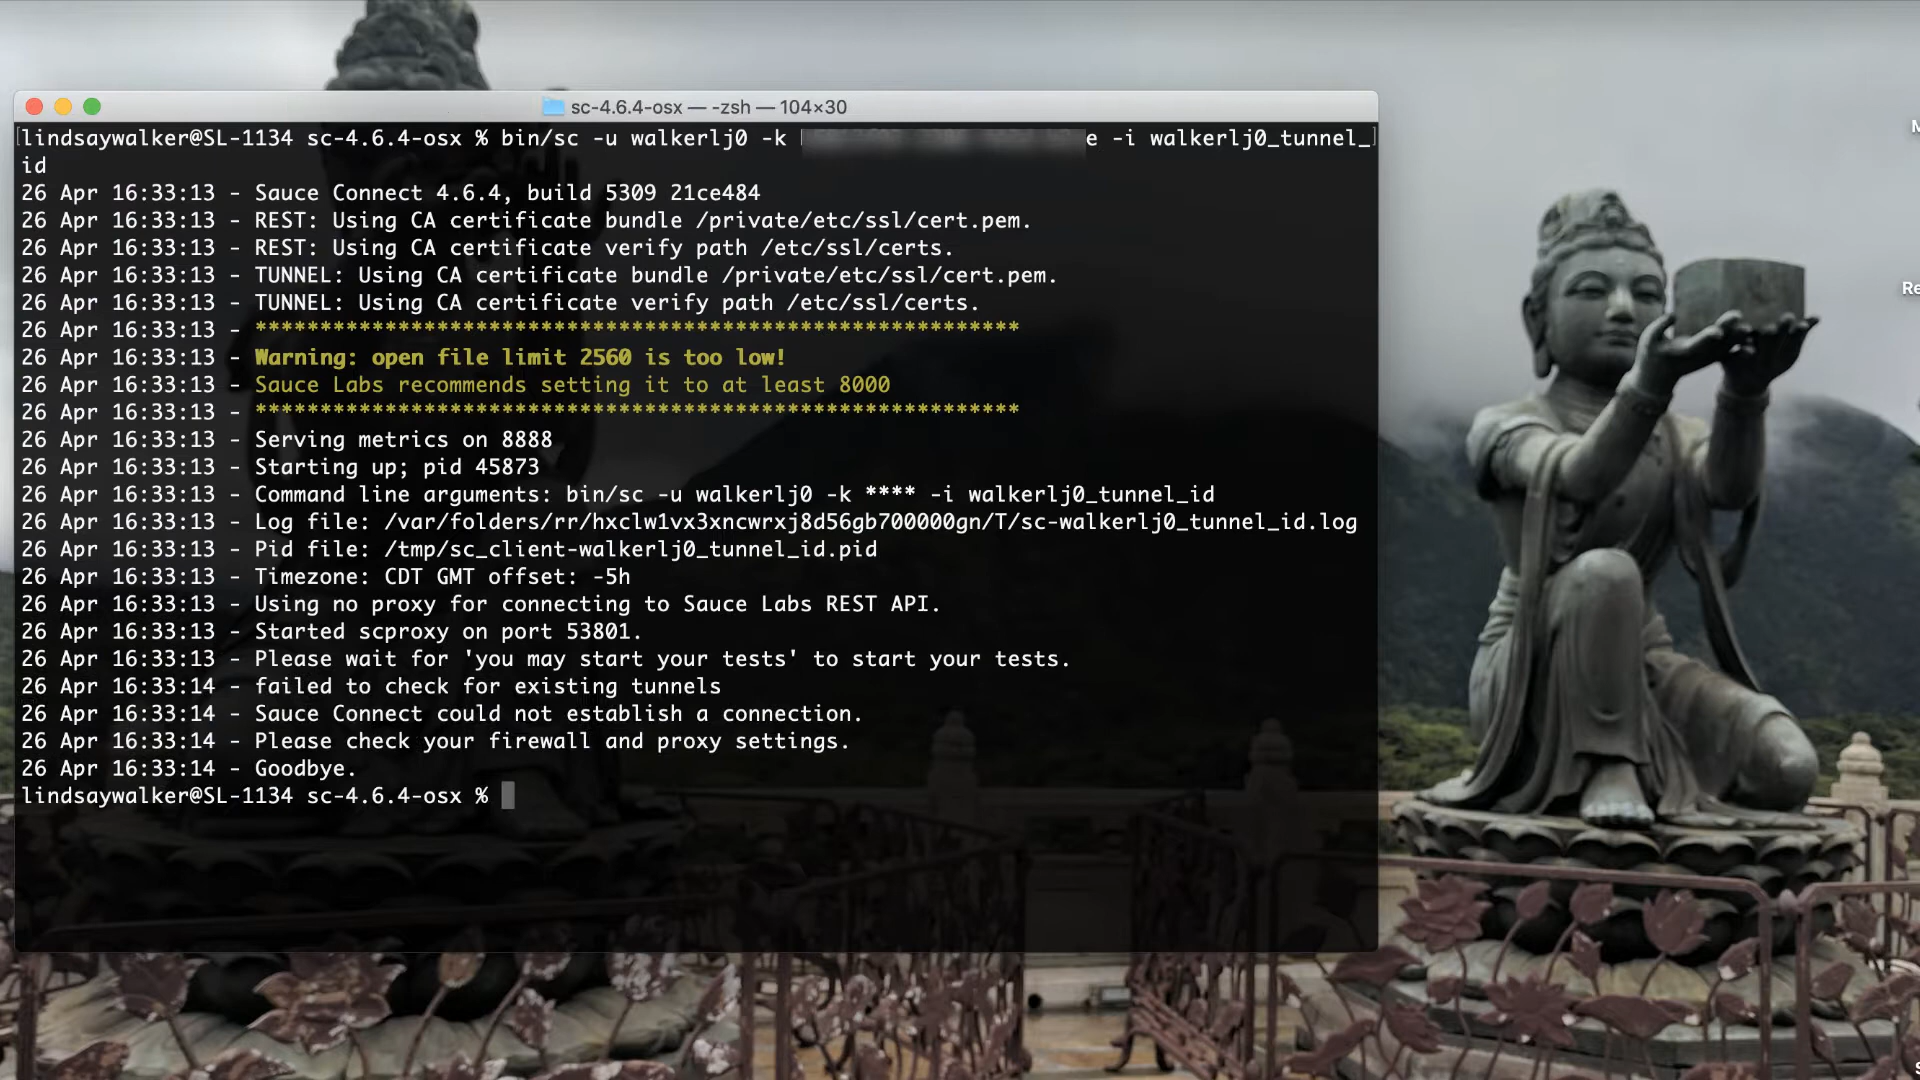 sc-4.6.4-osx — -zsh — 104×30
[lindsaywalker@SL-1134 sc-4.6.4-osx % bin/sc -u walkerlj0 -k e -i walkerlj0_tunnel_]
id
26 Apr 16:33:13 - Sauce Connect 4.6.4, build 5309 21ce484
26 Apr 16:33:13 - REST: Using CA certificate bundle /private/etc/ssl/cert.pem.
26 Apr 16:33:13 - REST: Using CA certificate verify path /etc/ssl/certs.
26 Apr 16:33:13 - TUNNEL: Using CA certificate bundle /private/etc/ssl/cert.pem.
26 Apr 16:33:13 - TUNNEL: Using CA certificate verify path /etc/ssl/certs.
26 Apr 16:33:13 - ***********************************************************
26 Apr 16:33:13 - Warning: open file limit 2560 is too low!
26 Apr 16:33:13 - Sauce Labs recommends setting it to at least 8000
26 Apr 16:33:13 - ***********************************************************
26 Apr 16:33:13 - Serving metrics on 8888
26 Apr 16:33:13 - Starting up; pid 45873
26 Apr 16:33:13 - Command line arguments: bin/sc -u walkerlj0 -k **** -i walkerlj0_tunnel_id
26 Apr 16:33:13 - Log file: /var/folders/rr/hxclw1vx3xncwrxj8d56gb700000gn/T/sc-walkerlj0_tunnel_id.log
26 Apr 16:33:13 - Pid file: /tmp/sc_client-walkerlj0_tunnel_id.pid
26 Apr 16:33:13 - Timezone: CDT GMT offset: -5h
26 Apr 16:33:13 - Using no proxy for connecting to Sauce Labs REST API.
26 Apr 16:33:13 - Started scproxy on port 53801.
26 Apr 16:33:13 - Please wait for 'you may start your tests' to start your tests.
26 Apr 16:33:14 - failed to check for existing tunnels
26 Apr 16:33:14 - Sauce Connect could not establish a connection.
26 Apr 16:33:14 - Please check your firewall and proxy settings.
26 Apr 16:33:14 - Goodbye.
lindsaywalker@SL-1134 sc-4.6.4-osx %